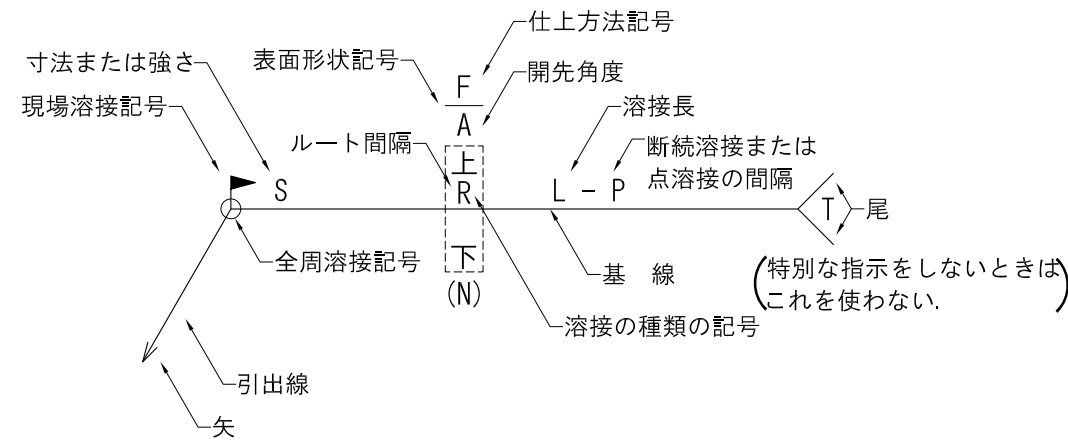 仕上方法記号
寸法または強さ
表面形状記号
開先角度
F
現場溶接記号
A
溶接長
ルート間隔
上
断続溶接または
点溶接の間隔
S
R
L - P
T
尾
全周溶接記号
下
基 線
(特別な指示をしないときは
これを使わない.)
(N)
溶接の種類の記号
引出線
矢